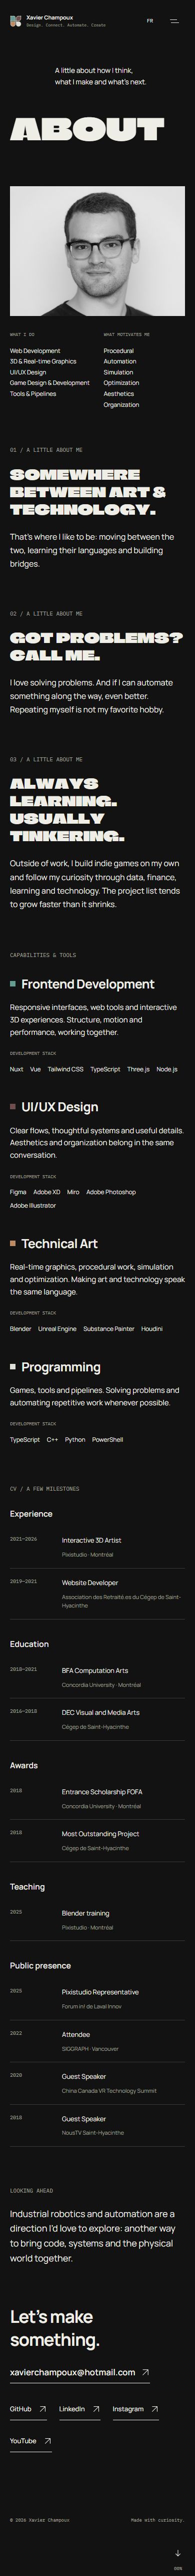 Xavier Champoux
Design. Connect. Automate. Create
FR
A little about how I think,
what I make and what's next.
ABOUT
WHAT I DO
Web Development
3D & Real-time Graphics
UI/UX Design
Game Design & Development
Tools & Pipelines
WHAT MOTIVATES ME
Procedural
Automation
Simulation
Optimization
Aesthetics
Organization
01 / A LITTLE ABOUT ME
SOMEWHERE
BETWEEN ART &
TECHNOLOGY.
That's where I like to be: moving between the
two, learning their languages and building
bridges.
02 / A LITTLE ABOUT ME
GOT PROBLEMS?
CALL ME.
I love solving problems. And if I can automate
something along the way, even better.
Repeating myself is not my favorite hobby.
03 / A LITTLE ABOUT ME
ALWAYS
LEARNING.
USUALLY
TINKERING.
Outside of work, I build indie games on my own
and follow my curiosity through data, finance,
learning and technology. The project list tends
to grow faster than it shrinks.
CAPABILITIES & TOOLS
Frontend Development
Responsive interfaces, web tools and interactive
3D experiences. Structure, motion and
performance, working together.
DEVELOPMENT STACK
Nuxt Vue Tailwind CSS TypeScript Three.js Node.js
UI/UX Design
Clear flows, thoughtful systems and useful details.
Aesthetics and organization belong in the same
conversation.
DEVELOPMENT STACK
Figma Adobe XD Miro Adobe Photoshop
Adobe Illustrator
Technical Art
Real-time graphics, procedural work, simulation
and optimization. Making art and technology speak
the same language.
DEVELOPMENT STACK
Blender Unreal Engine Substance Painter Houdini
Programming
Games, tools and pipelines. Solving problems and
automating repetitive work whenever possible.
DEVELOPMENT STACK
TypeScript C++ Python PowerShell
CV / A FEW MILESTONES
Experience
2021–2026
Interactive 3D Artist
Pixistudio · Montréal
2019–2021
Website Developer
Association des Retraité·es du Cégep de Saint-
Hyacinthe
Education
2018–2021
BFA Computation Arts
Concordia University · Montréal
2016–2018
DEC Visual and Media Arts
Cégep de Saint-Hyacinthe
Awards
2018
Entrance Scholarship FOFA
Concordia University · Montréal
2018
Most Outstanding Project
Cégep de Saint-Hyacinthe
Teaching
2025
Blender training
Pixistudio · Montréal
Public presence
2025
Pixistudio Representative
Forum in! de Laval Innov
2022
Attendee
SIGGRAPH · Vancouver
2020
Guest Speaker
China Canada VR Technology Summit
2018
Guest Speaker
NousTV Saint-Hyacinthe
LOOKING AHEAD
Industrial robotics and automation are a
direction I'd love to explore: another way
to bring code, systems and the physical
world together.
Let's make
something.
xavierchampoux@hotmail.com
GitHub
LinkedIn
Instagram
YouTube
© 2026 Xavier Champoux
Made with curiosity.